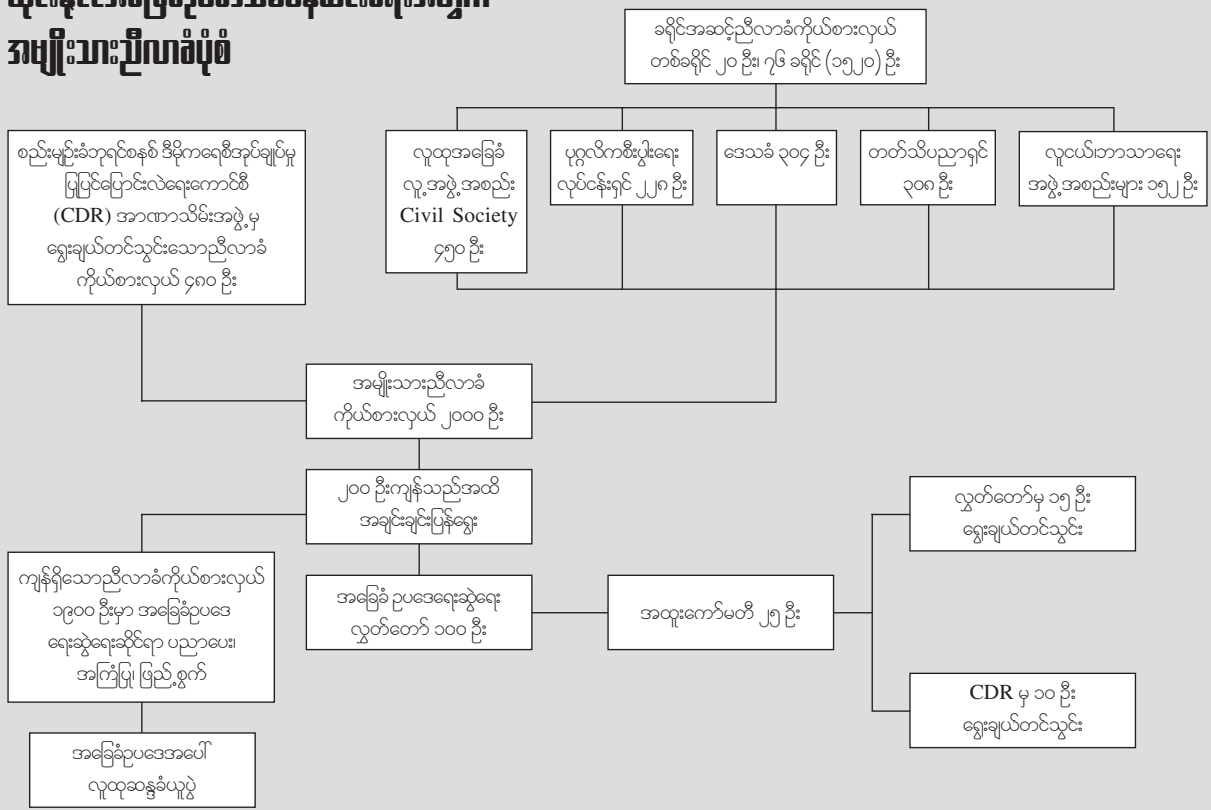 အမျိုးသားညီလာခံပုံစံ
ခရိုင်အဆင့်ညီလာခံကိုယ်စားလှယ်
တစ်ခရိုင် ၂၀ ဦး၊ ၇၆ ခရိုင် (၁၅၂၀) ဦး
စည်းမျဉ်းခံဘုရင်စနစ် ဒီမိုကရေစီအုပ်ချုပ်မှု
ပြုပြင်ပြောင်းလဲရေးကောင်စီ
(CDR) အာဏာသိမ်းအဖွဲ့မှ
ရွေးချယ်တင်သွင်းသောညီလာခံ
ကိုယ်စားလှယ် ၄၈၀ ဦး
လူထုအခြေခံ
လူ့အဖွဲ့အစည်း
Civil Society
၄၅၀ ဦး
ပုဂ္ဂလိကစီးပွါးရေး
လုပ်ငန်းရှင် ၂၂၈ ဦး
ဒေသခံ ၃၀၄ ဦး
တတ်သိပညာရှင်
၃၀၈ ဦး
လူငယ်၊ဘာသာရေး
အဖွဲ့အစည်းများ ၁၅၂ ဦး
အမျိုးသားညီလာခံ
ကိုယ်စားလှယ် ၂၀၀၀ ဦး
၂၀၀ ဦးကျန်သည်အထိ
အချင်းချင်းပြန်ရွေး
ကျန်ရှိသောညီလာခံကိုယ်စားလှယ်
၁၉၀၀ ဦးမှာ အခြေခံဥပဒေ
ရေးဆွဲရေးဆိုင်ရာ ပညာပေး၊
အကြံပြု၊ ဖြည့်စွက်
အခြေခံ ဥပဒေရေးဆွဲရေး
လွှတ်တော် ၁၀၀ ဦး
အထူးကော်မတီ ၂၅ ဦး
လွှတ်တော်မှ ၁၅ ဦး
ရွေးချယ်တင်သွင်း
CDR မှ ၁၀ ဦး
ရွေးချယ်တင်သွင်း
အခြေခံဥပဒေအပေါ်
လူထုဆန္ဒခံယူပွဲ